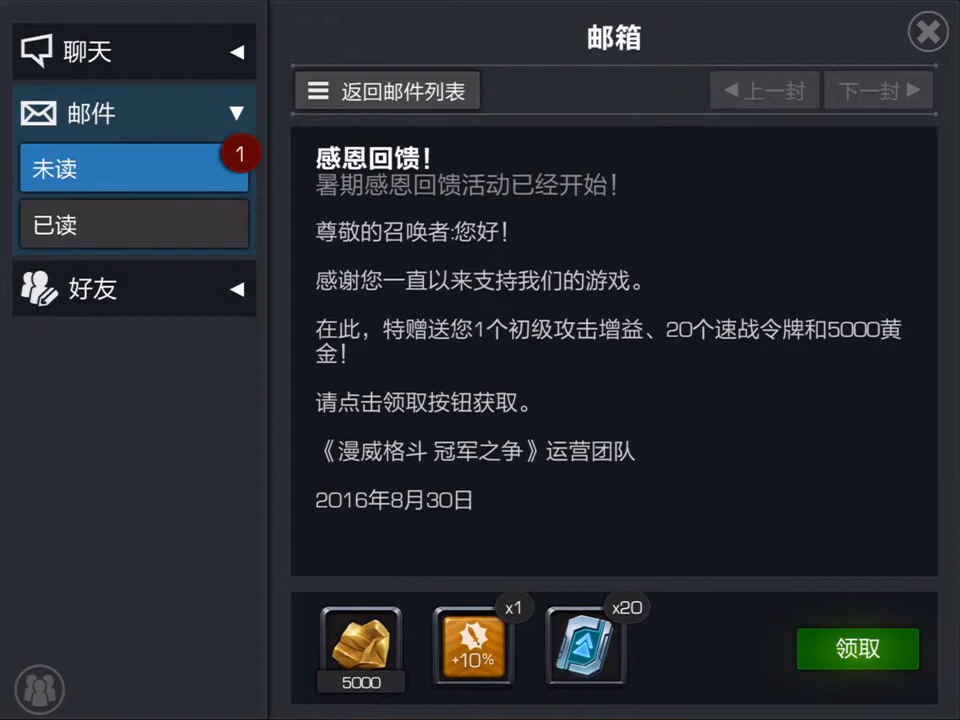 聊天
邮件
未读
1
已读
好友
邮箱
返回邮件列表
上一封
下一封
感恩回馈！
暑期感恩回馈活动已经开始！
尊敬的召唤者:您好！
感谢您一直以来支持我们的游戏。
在此，特赠送您1个初级攻击增益、20个速战令牌和5000黄
金！
请点击领取按钮获取。
《漫威格斗 冠军之争》运营团队
2016年8月30日
5000
x1
+10%
x20
领取